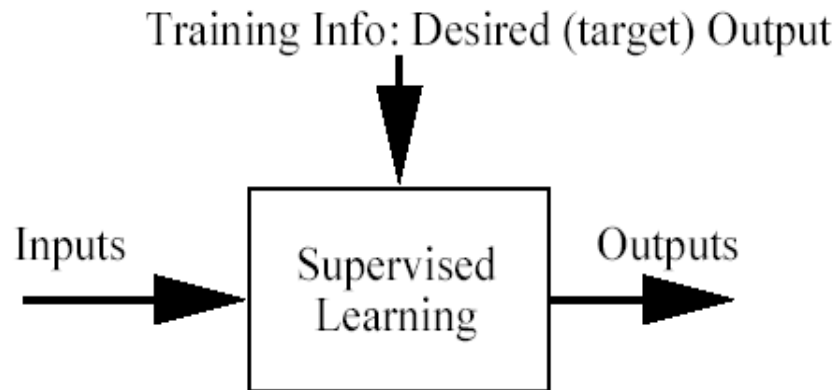 Training Info: Desired (target) Output
Inputs
Supervised
Learning
Outputs